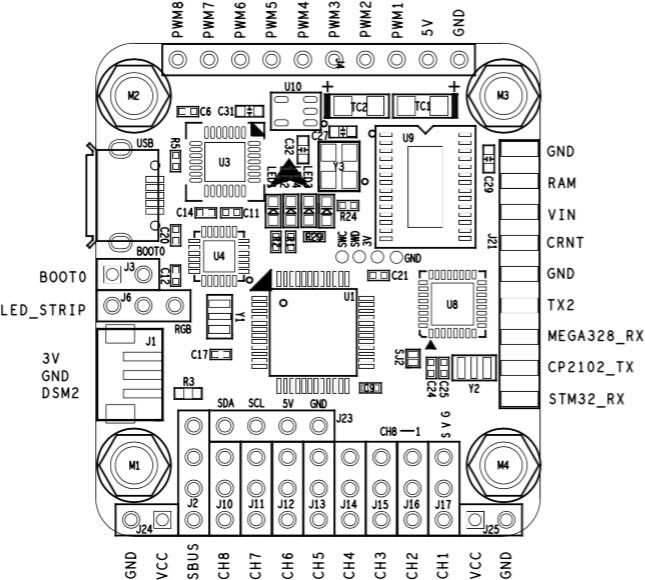 PWM8 PWM7 PWM6 PWM5 PWM4 PWM3 PWM2 PWM1 5V GND
J4
M2 M3
U10
TC2 TC1
C6 C31
C27 U9
USB R5 U3 C32 Y3 C29
GND
RAM
LED1 LED3
VIN
C14 C11 R24
C20
SWC SWD 3V GND
J21
CRNT
BOOT0 U4
BOOT0 J3 C12 C21 GND
LED_STRIP J6 U1 U8 TX2
RGB Y1
MEGA328_RX
3V J1 C17 SJ2
GND C24 C25 Y2 CP2102_TX
DSM2 R3 C9 STM32_RX
SDA SCL 5V GND J23
CH8—1 S V G
M1 M4
J24 J2 J10 J11 J12 J13 J14 J15 J16 J17 J25
GND VCC SBUS CH8 CH7 CH6 CH5 CH4 CH3 CH2 CH1 VCC GND